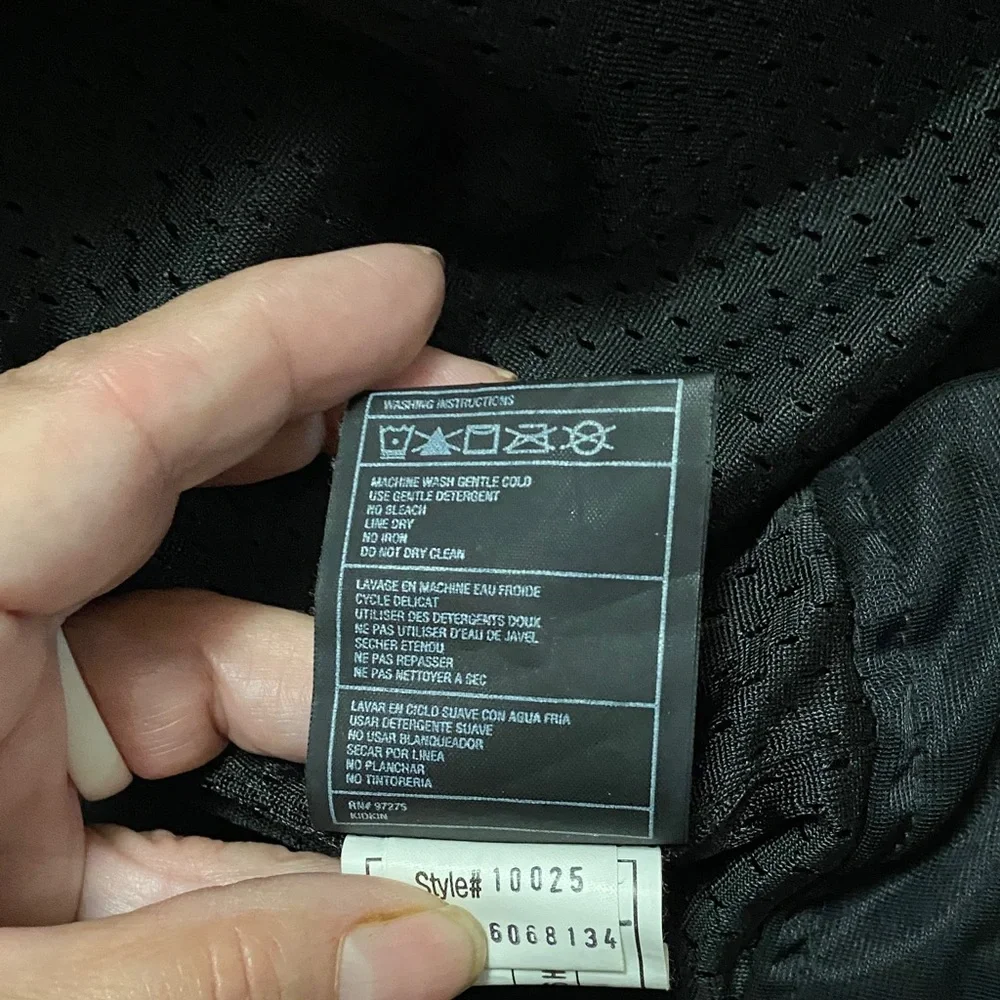 WASHING INSTRUCTIONS
MACHINE WASH GENTLE COLD
USE GENTLE DETERGENT
NO BLEACH
LINE DRY
NO IRON
DO NOT DRY CLEAN
LAVAGE EN MACHINE EAU FROIDE
CYCLE DELICAT
UTILISER DES DETERGENTS DOUX
NE PAS UTILISER D'EAU DE JAVEL
SECHER ETENDU
NE PAS REPASSER
NE PAS NETTOYER A SEC
LAVAR EN CICLO SUAVE CON AGUA FRIA
USAR DETERGENTE SUAVE
NO USAR BLANQUEADOR
SECAR POR LINEA
NO PLANCHAR
NO TINTORERIA
RN# 97275
KIDKIN
Style# 10025
6068134